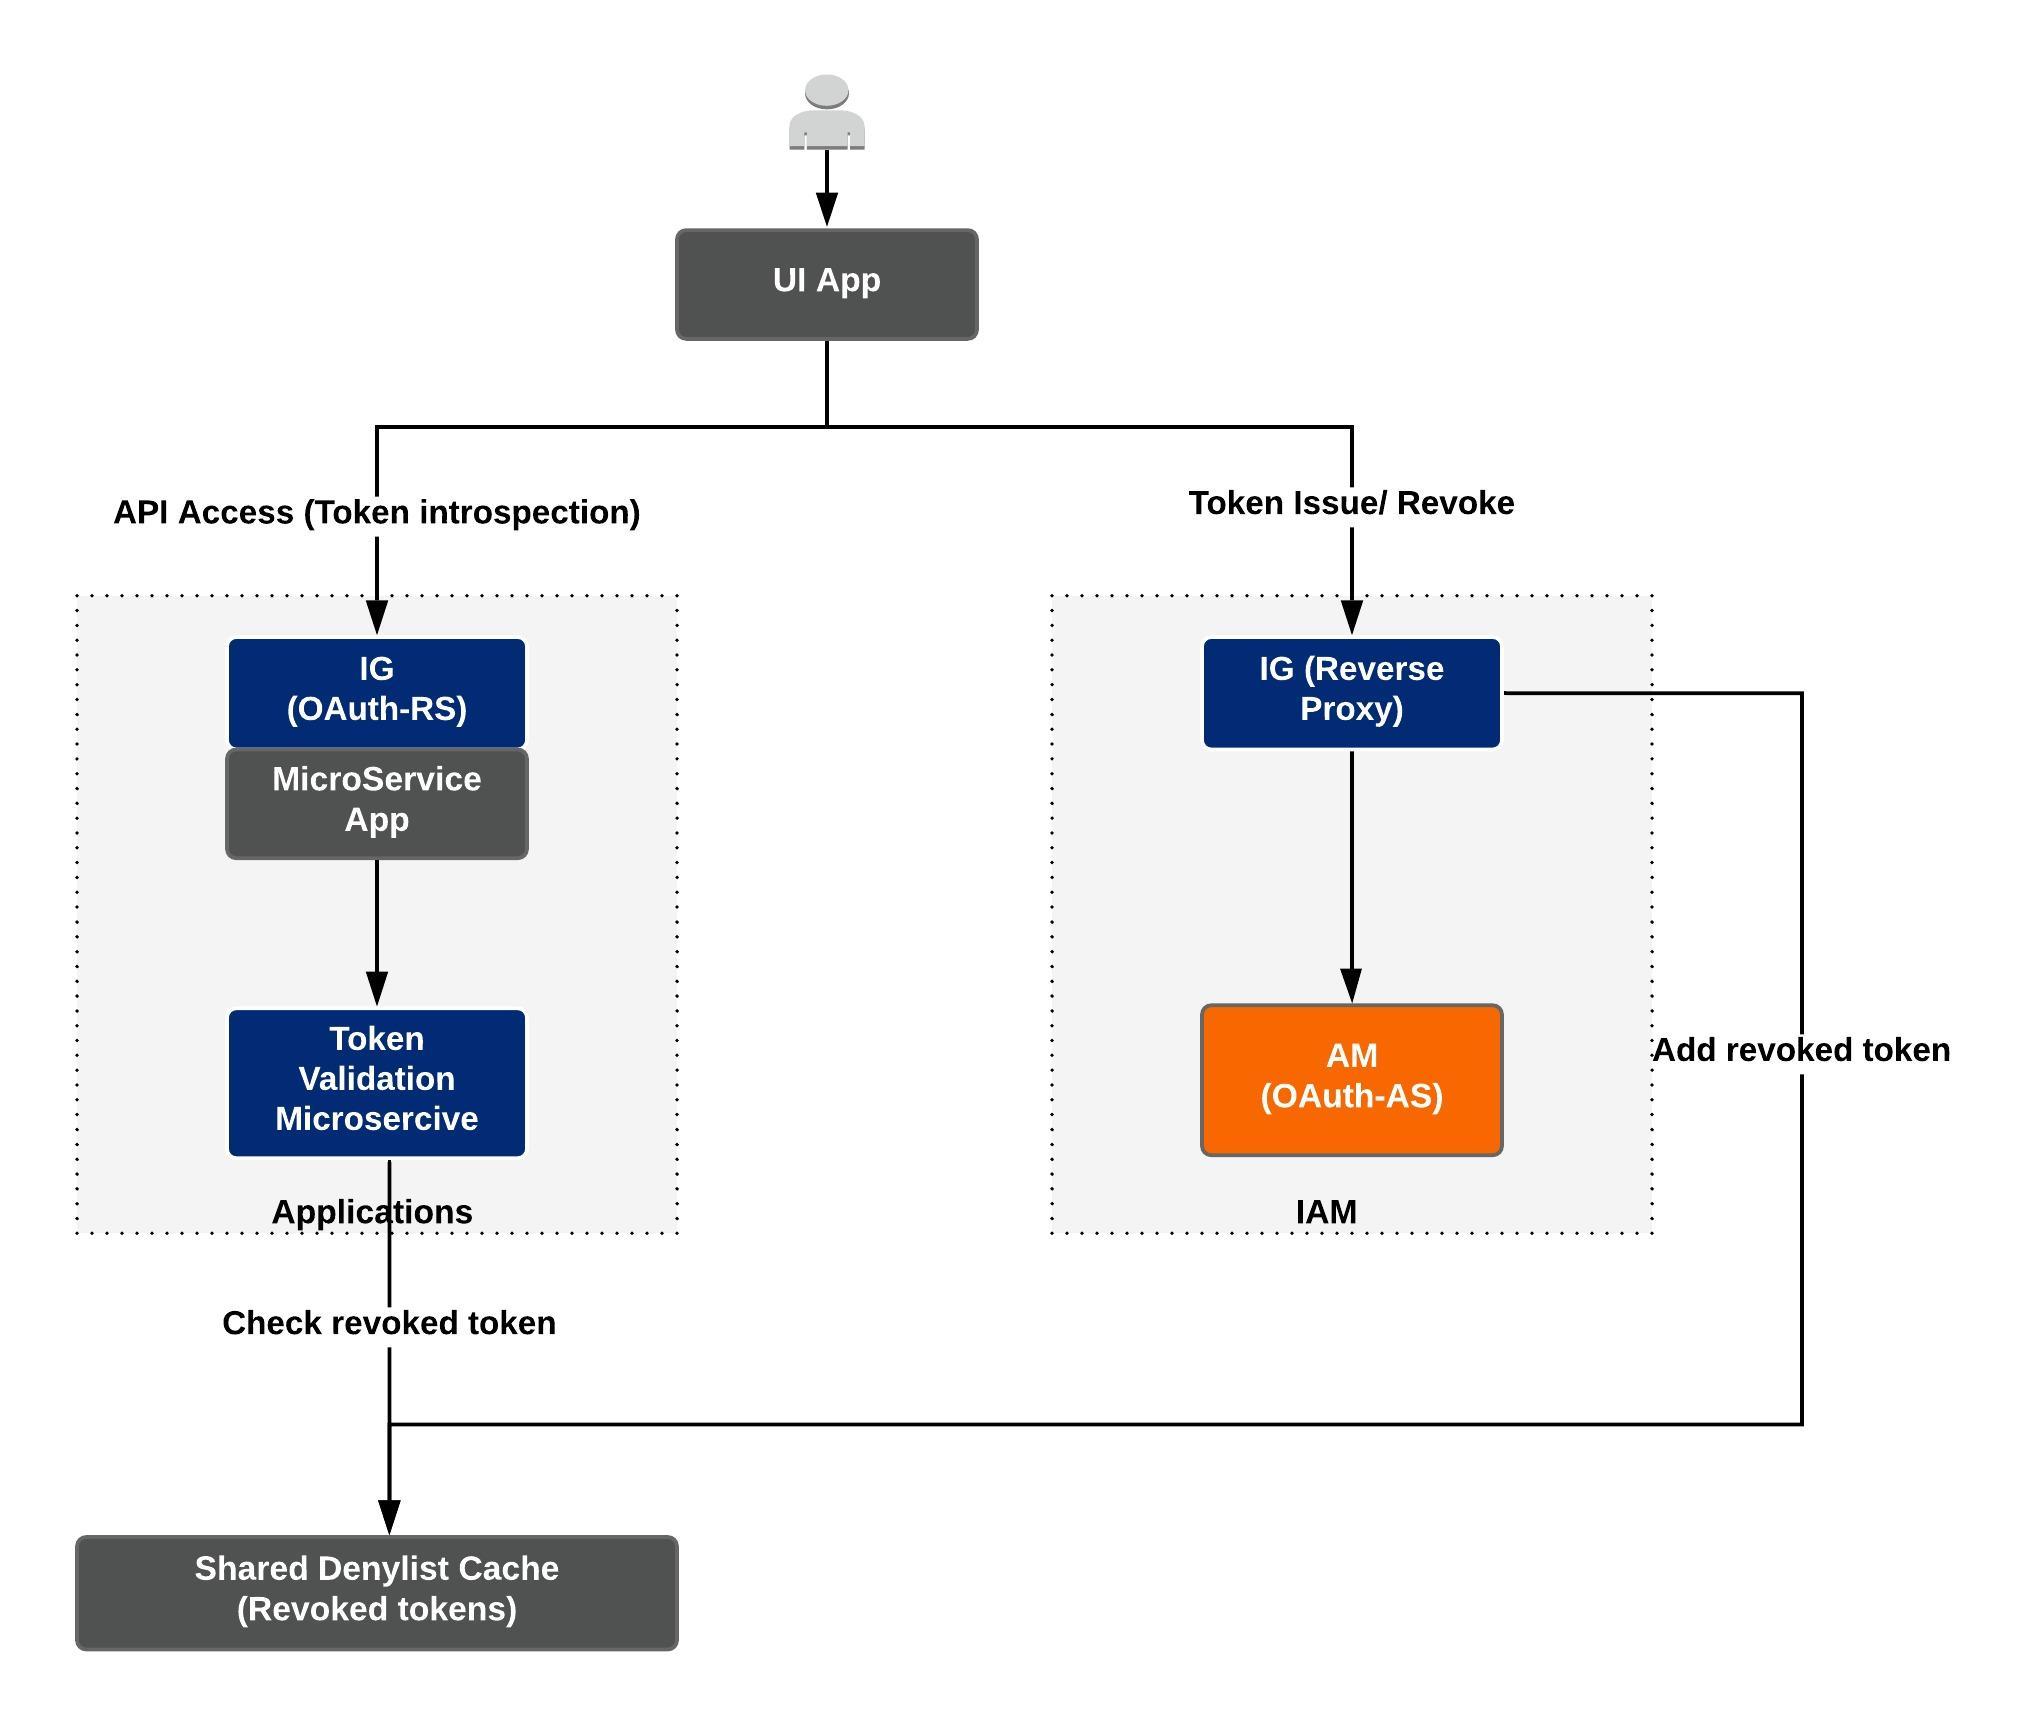 UI App
API Access (Token introspection)
Token Issue/ Revoke
IG
(OAuth-RS)
MicroService
App
IG (Reverse
Proxy)
Token
Validation
Microsercive
AM
(OAuth-AS)
Add revoked token
Applications
IAM
Check revoked token
Shared Denylist Cache
(Revoked tokens)